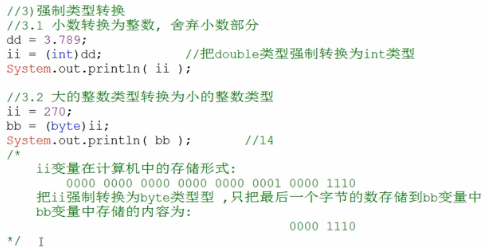 //3)强制类型转换
//3.1 小数转换为整数, 舍弃小数部分
dd = 3.789;
ii = (int)dd;          //把double类型强制转换为int类型
System.out.println( ii );
//3.2 大的整数类型转换为小的整数类型
ii = 270;
bb = (byte)ii;
System.out.println( bb );        //14
/*
ii变量在计算机中的存储形式:
0000 0000 0000 0000 0000 0001 0000 1110
把ii强制转换为byte类型型 ,只把最后一个字节的数存储到bb变量中
bb变量中存储的内容为:
0000 1110
*/